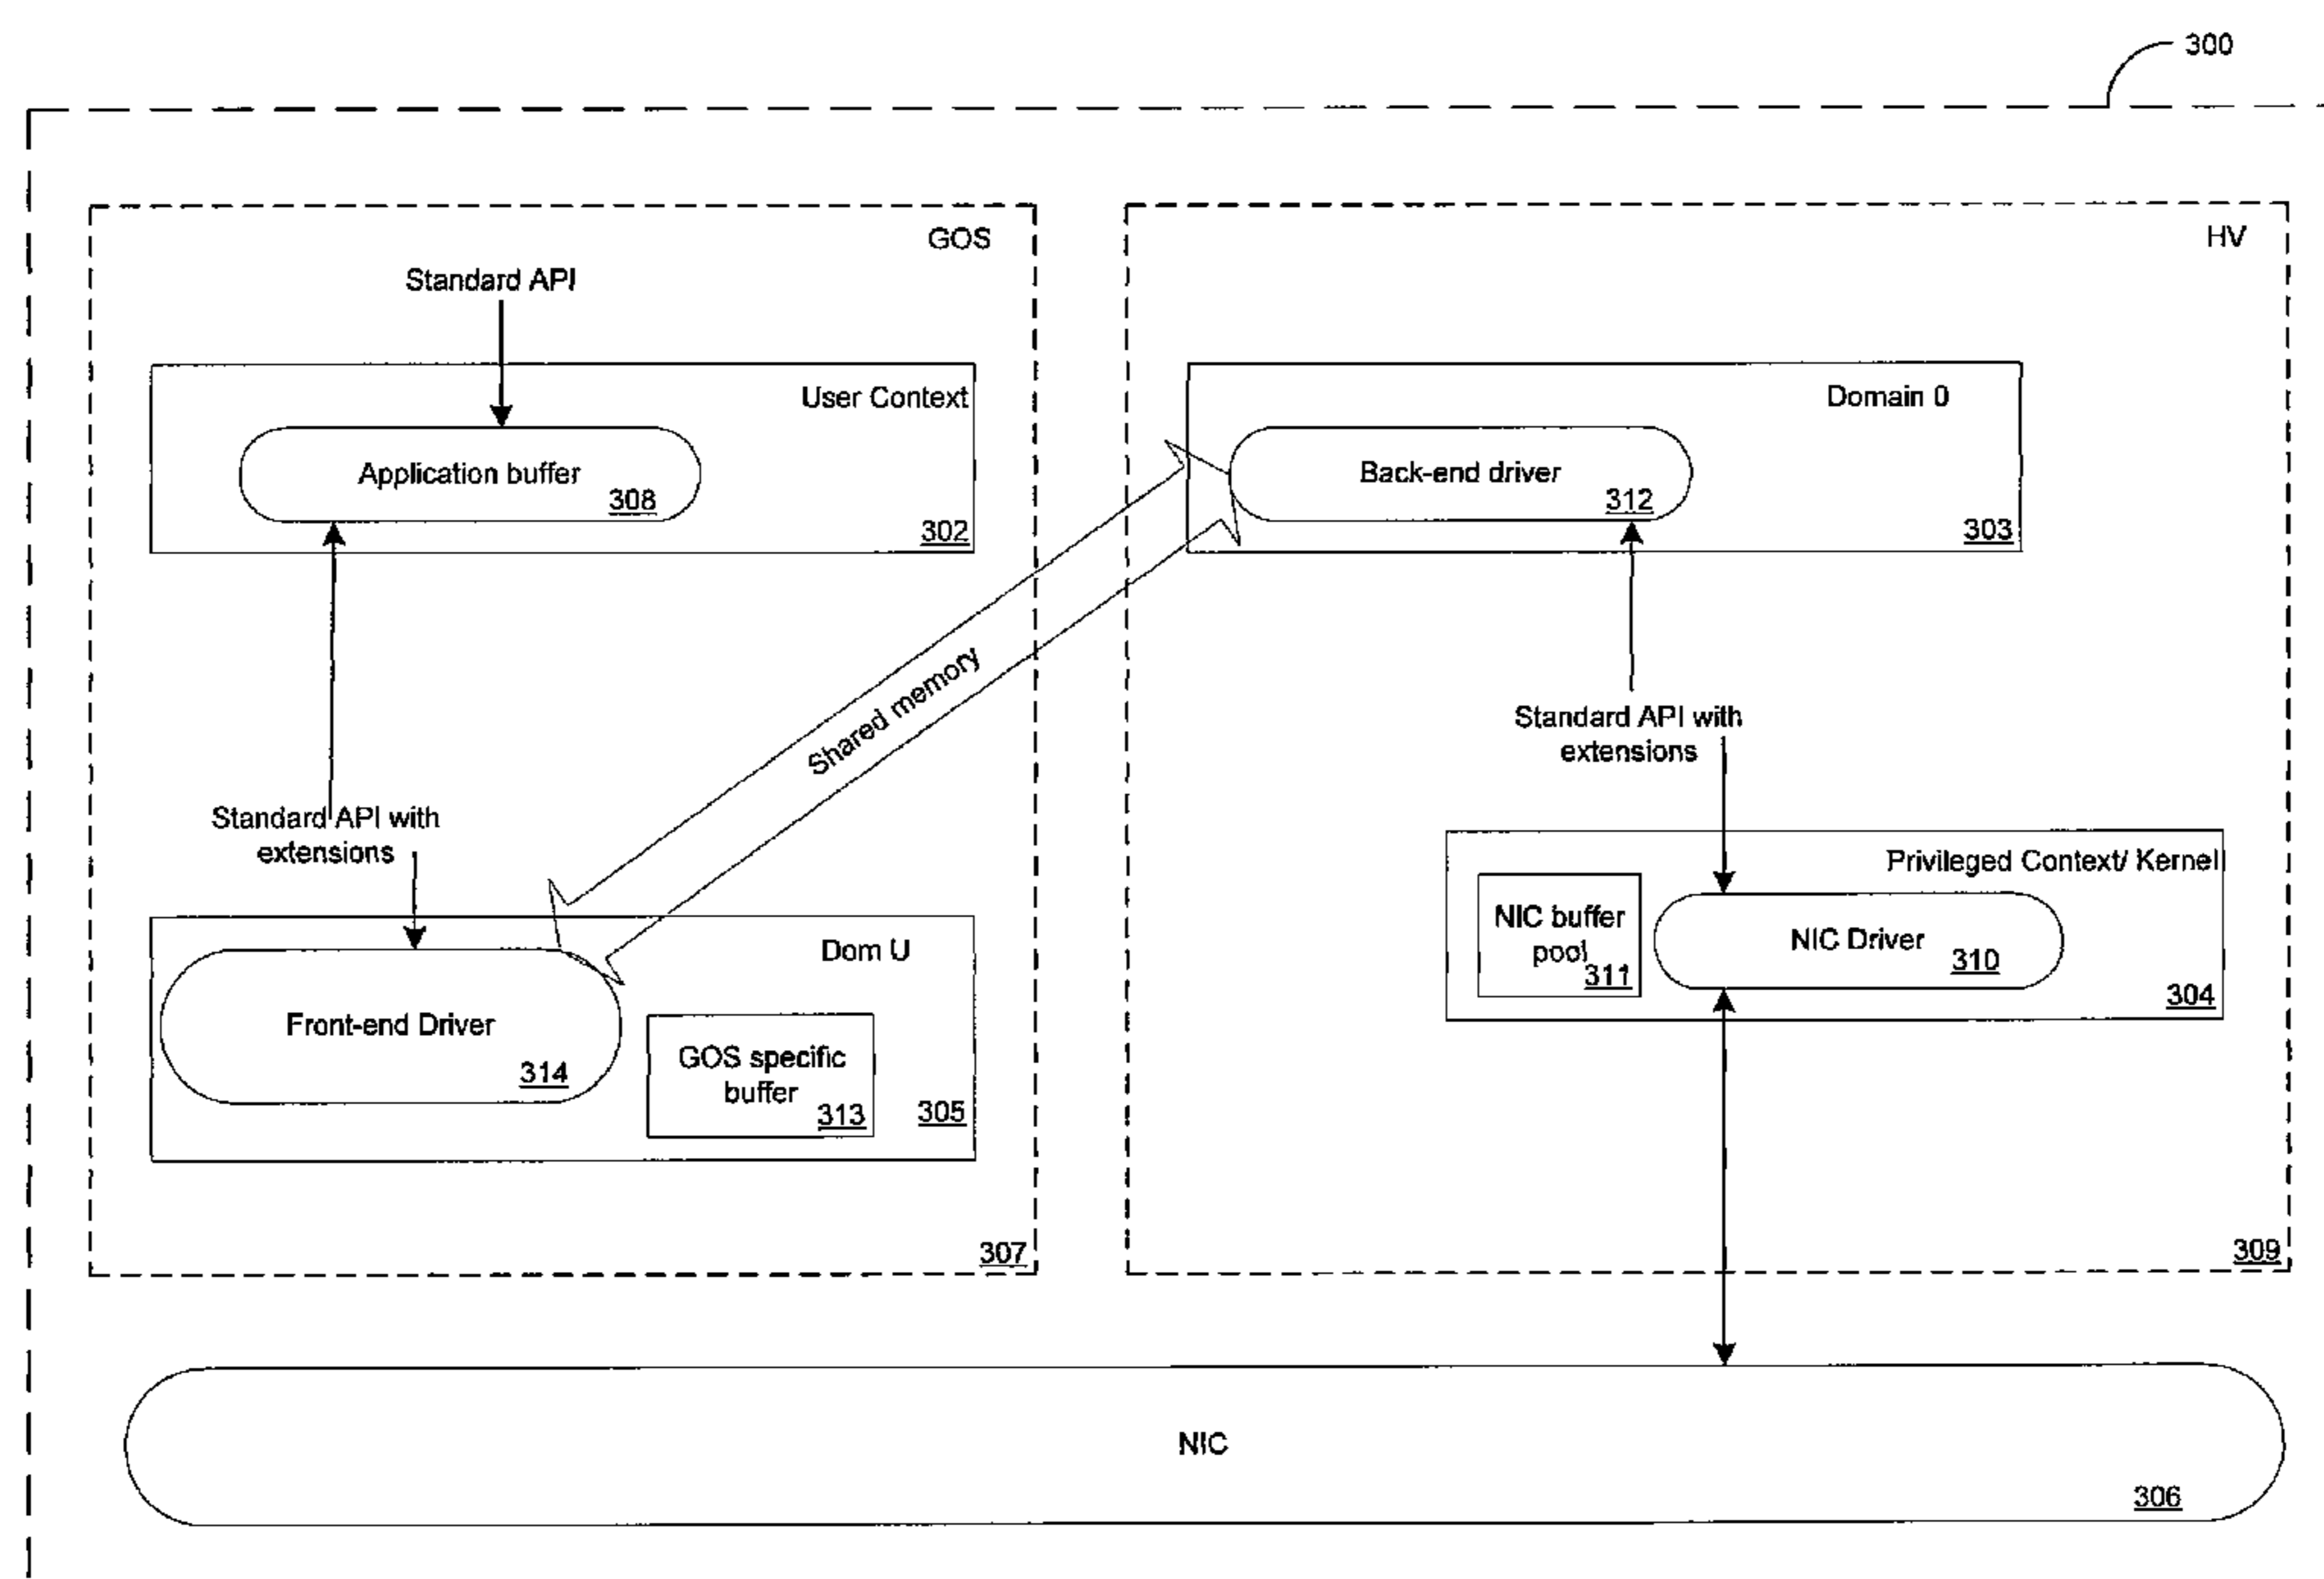 300
GOS
HV
Standard API
User Context
Application buffer
308
302
Domain 0
Back-end driver
312
303
Shared memory
Standard API with
extensions
Standard API with
extensions
Privileged Context/ Kernel
NIC buffer
pool
311
NIC Driver
310
304
Dom U
Front-end Driver
314
GOS specific
buffer
313
305
307
309
NIC
306